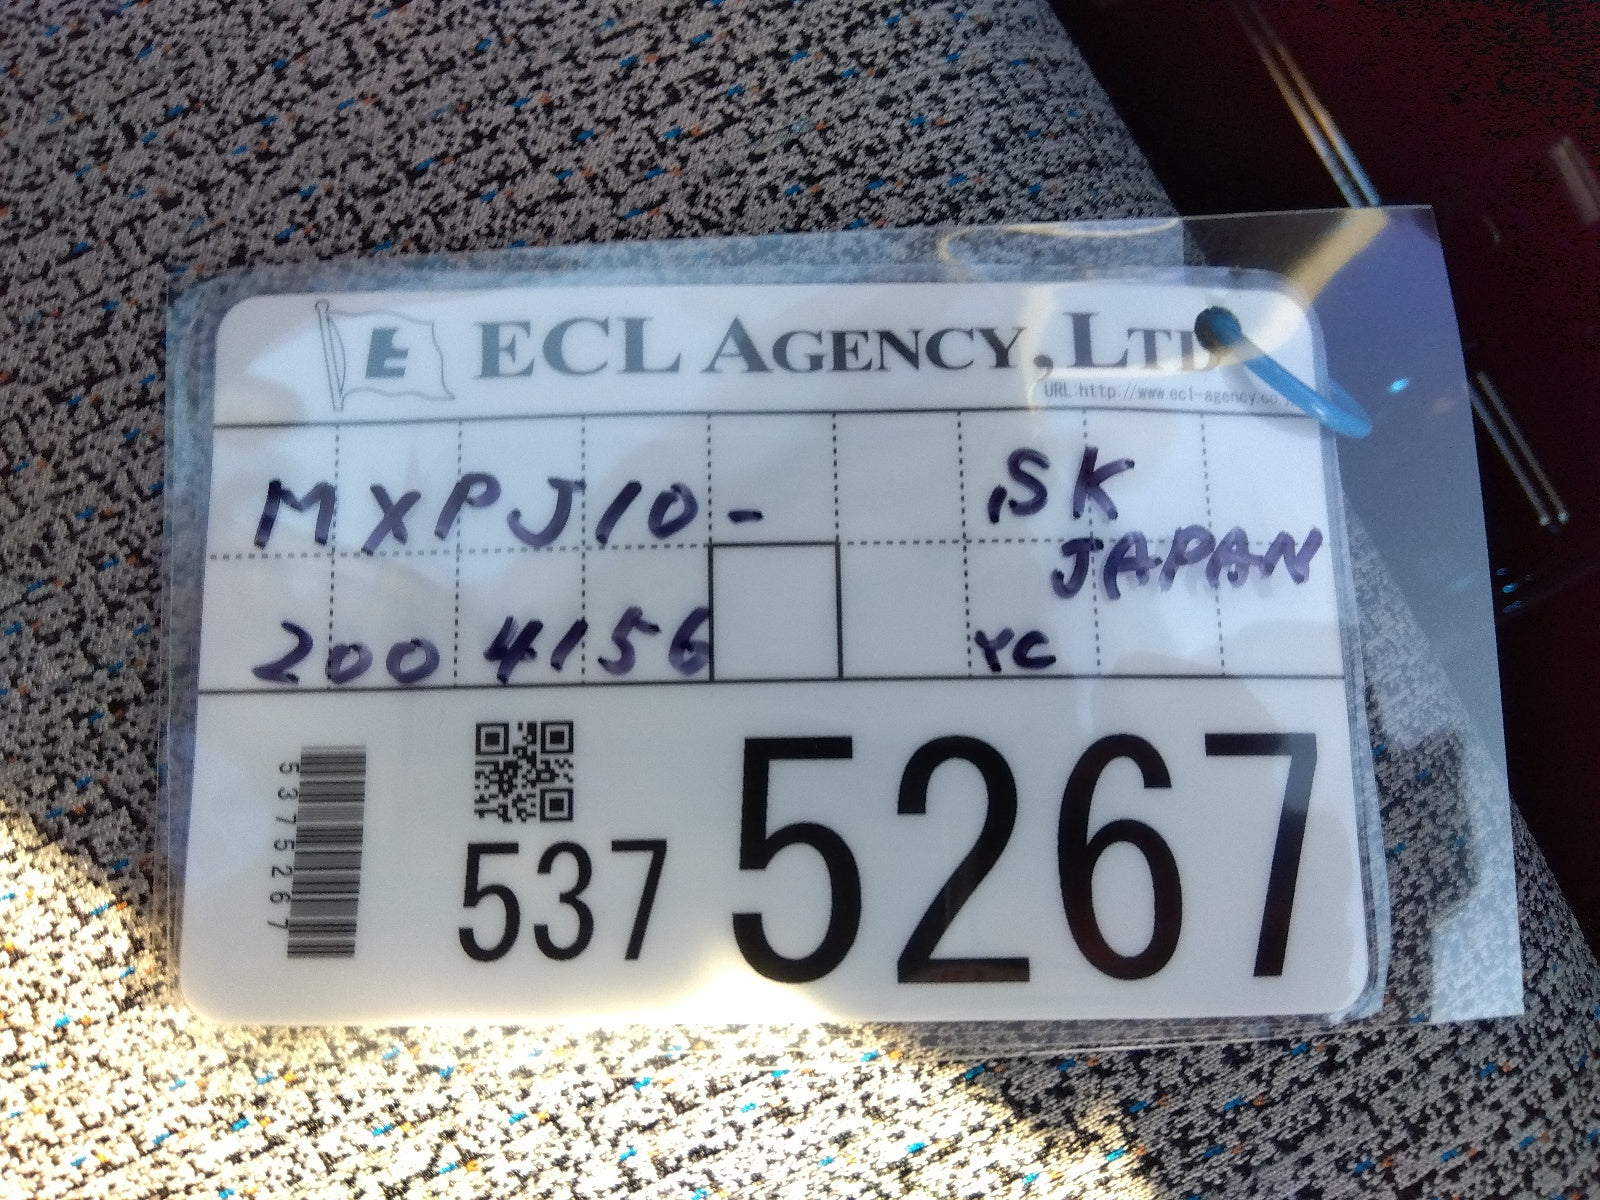 E ECL AGENCY, LTD
URL:http://www.ecl-agency.co
MXPJ10- SK
JAPAN
2004156 YC
5375267
537 5267